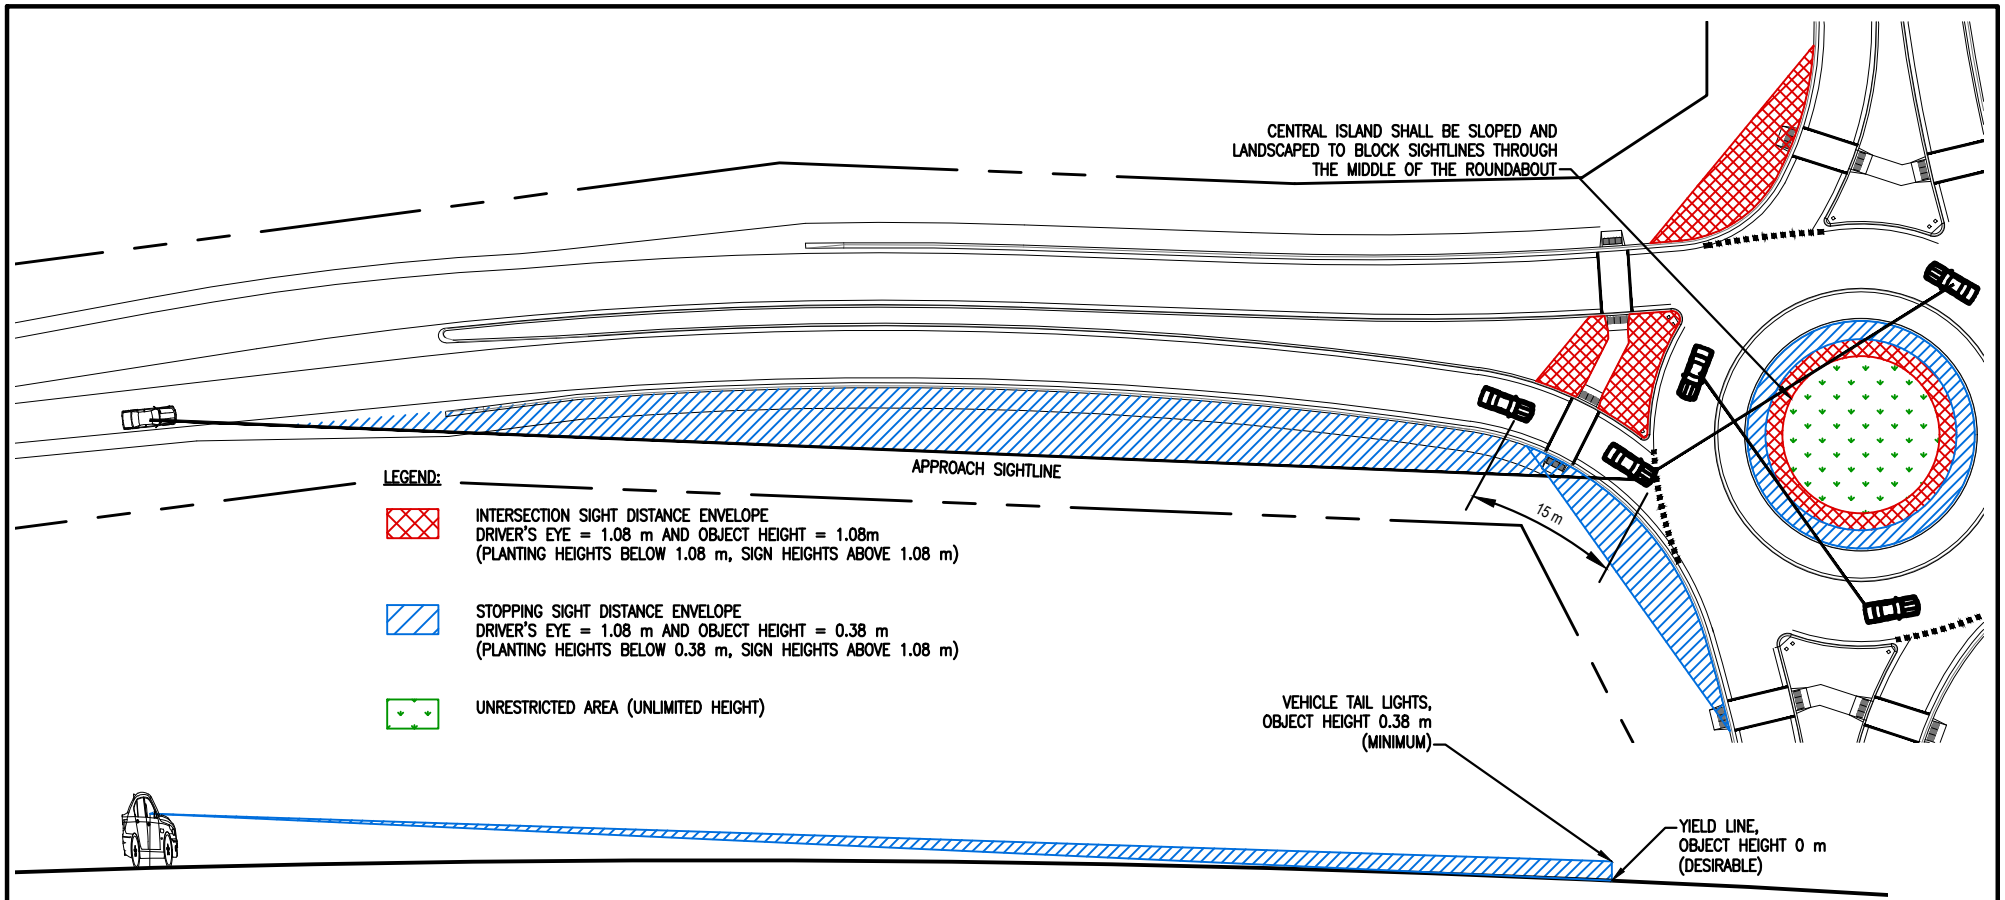 CENTRAL ISLAND SHALL BE SLOPED AND
LANDSCAPED TO BLOCK SIGHTLINES THROUGH
THE MIDDLE OF THE ROUNDABOUT
APPROACH SIGHTLINE
15 m
LEGEND:
INTERSECTION SIGHT DISTANCE ENVELOPE
DRIVER'S EYE = 1.08 m AND OBJECT HEIGHT = 1.08m
(PLANTING HEIGHTS BELOW 1.08 m, SIGN HEIGHTS ABOVE 1.08 m)
STOPPING SIGHT DISTANCE ENVELOPE
DRIVER'S EYE = 1.08 m AND OBJECT HEIGHT = 0.38 m
(PLANTING HEIGHTS BELOW 0.38 m, SIGN HEIGHTS ABOVE 1.08 m)
UNRESTRICTED AREA (UNLIMITED HEIGHT)
VEHICLE TAIL LIGHTS,
OBJECT HEIGHT 0.38 m
(MINIMUM)
YIELD LINE,
OBJECT HEIGHT 0 m
(DESIRABLE)